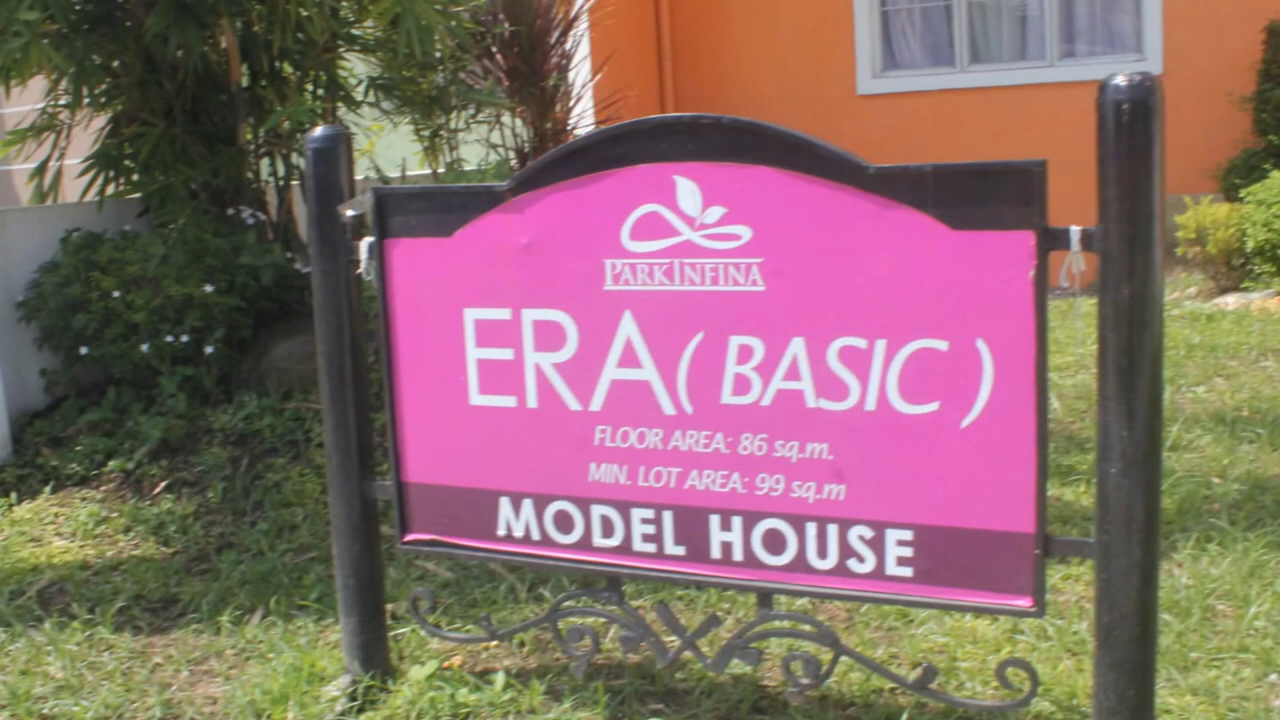 PARKINFINA
ERA ( BASIC )
FLOOR AREA: 86 sq.m.
MIN. LOT AREA: 99 sq.m
MODEL HOUSE